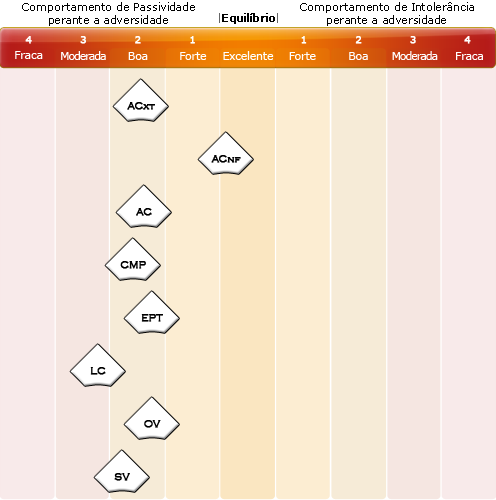 Comportamento de Passividade
perante a adversidade
|Equilíbrio|
Comportamento de Intolerância
perante a adversidade
4 3 2 1 1 2 3 4
Fraca Moderada Boa Forte Excelente Forte Boa Moderada Fraca
ACXT
ACNF
AC
CMP
EPT
LC
OV
SV